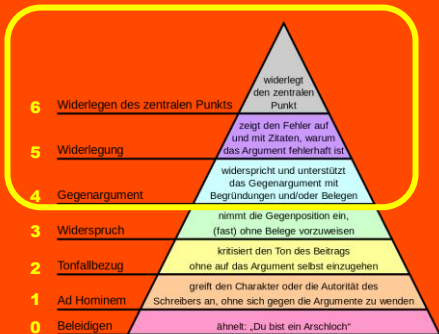 widerlegt
den zentralen
Punkt
6 Widerlegen des zentralen Punkts
zeigt den Fehler auf
und mit Zitaten, warum
das Argument fehlerhaft ist
5 Widerlegung
widerspricht und unterstützt
das Gegenargument mit
Begründungen und/oder Belegen
4 Gegenargument
nimmt die Gegenposition ein,
(fast) ohne Belege vorzuweisen
3 Widerspruch
kritisiert den Ton des Beitrags
ohne auf das Argument selbst einzugehen
2 Tonfallbezug
greift den Charakter oder die Autorität des
Schreibers an, ohne sich gegen die Argumente zu wenden
1 Ad Hominem
0 Beleidigen
ähnelt: „Du bist ein Arschloch“